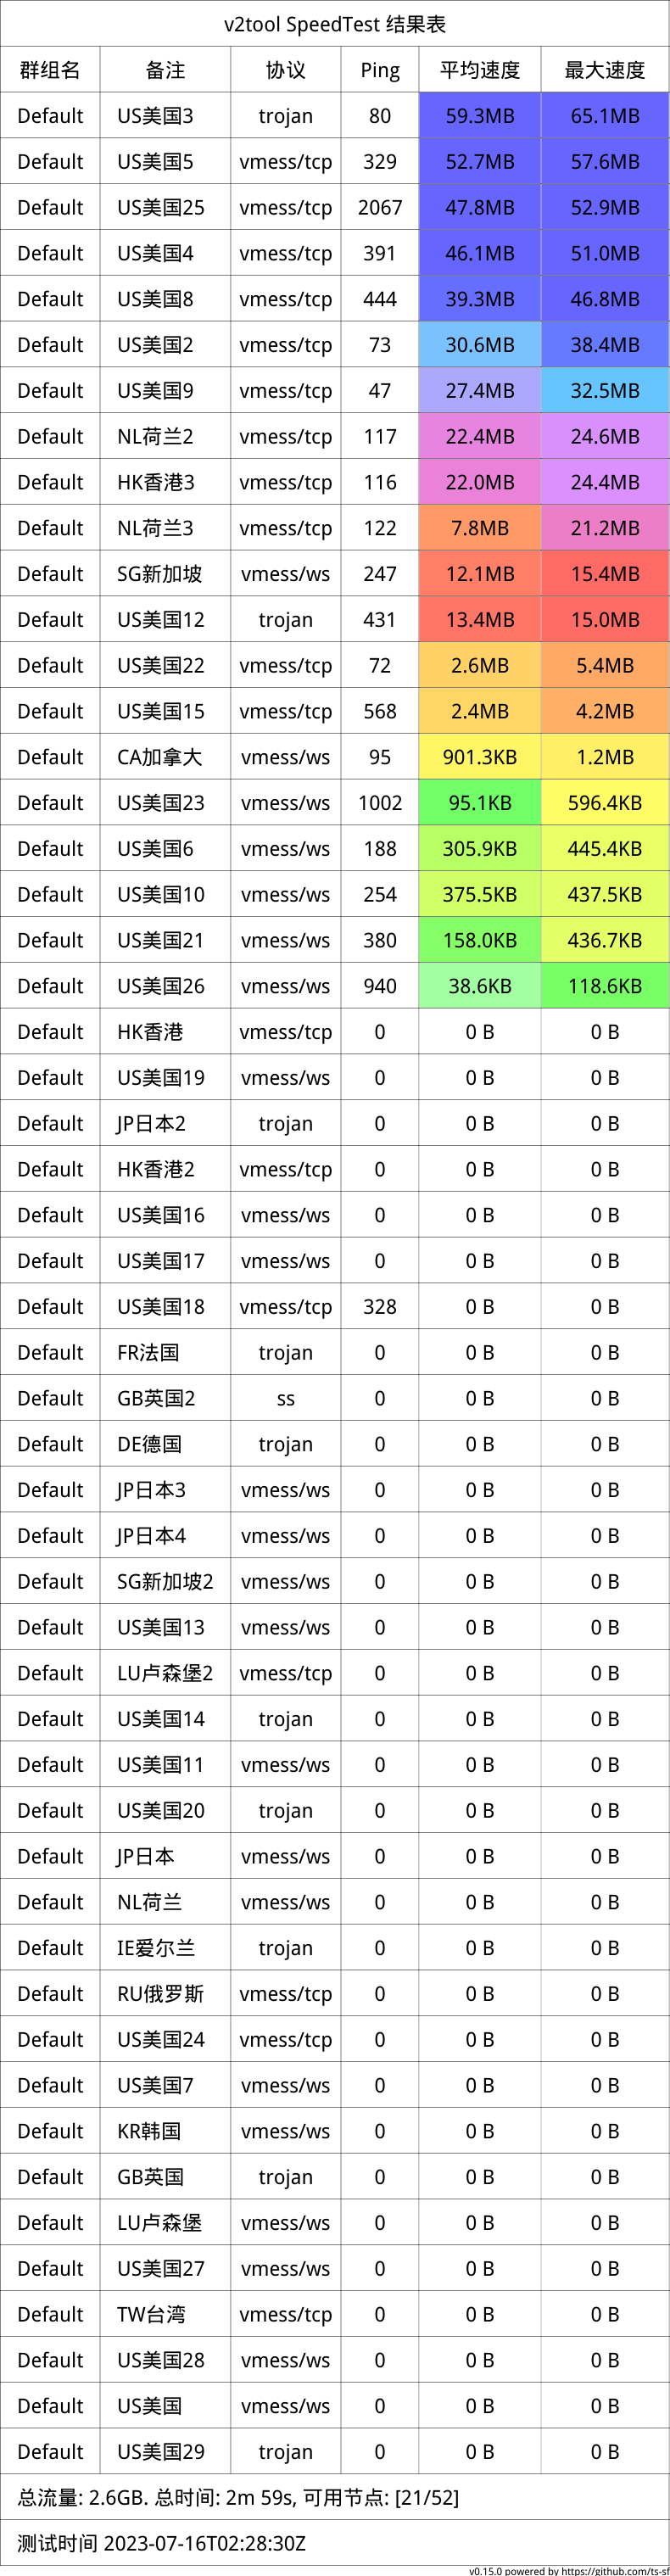 v2tool SpeedTest 结果表
群组名 备注 协议 Ping 平均速度 最大速度
Default US美国3 trojan 80 59.3MB 65.1MB
Default US美国5 vmess/tcp 329 52.7MB 57.6MB
Default US美国25 vmess/tcp 2067 47.8MB 52.9MB
Default US美国4 vmess/tcp 391 46.1MB 51.0MB
Default US美国8 vmess/tcp 444 39.3MB 46.8MB
Default US美国2 vmess/tcp 73 30.6MB 38.4MB
Default US美国9 vmess/tcp 47 27.4MB 32.5MB
Default NL荷兰2 vmess/tcp 117 22.4MB 24.6MB
Default HK香港3 vmess/tcp 116 22.0MB 24.4MB
Default NL荷兰3 vmess/tcp 122 7.8MB 21.2MB
Default SG新加坡 vmess/ws 247 12.1MB 15.4MB
Default US美国12 trojan 431 13.4MB 15.0MB
Default US美国22 vmess/tcp 72 2.6MB 5.4MB
Default US美国15 vmess/tcp 568 2.4MB 4.2MB
Default CA加拿大 vmess/ws 95 901.3KB 1.2MB
Default US美国23 vmess/ws 1002 95.1KB 596.4KB
Default US美国6 vmess/ws 188 305.9KB 445.4KB
Default US美国10 vmess/ws 254 375.5KB 437.5KB
Default US美国21 vmess/ws 380 158.0KB 436.7KB
Default US美国26 vmess/ws 940 38.6KB 118.6KB
Default HK香港 vmess/tcp 0 0 B 0 B
Default US美国19 vmess/ws 0 0 B 0 B
Default JP日本2 trojan 0 0 B 0 B
Default HK香港2 vmess/tcp 0 0 B 0 B
Default US美国16 vmess/ws 0 0 B 0 B
Default US美国17 vmess/ws 0 0 B 0 B
Default US美国18 vmess/tcp 328 0 B 0 B
Default FR法国 trojan 0 0 B 0 B
Default GB英国2 ss 0 0 B 0 B
Default DE德国 trojan 0 0 B 0 B
Default JP日本3 vmess/ws 0 0 B 0 B
Default JP日本4 vmess/ws 0 0 B 0 B
Default SG新加坡2 vmess/ws 0 0 B 0 B
Default US美国13 vmess/ws 0 0 B 0 B
Default LU卢森堡2 vmess/tcp 0 0 B 0 B
Default US美国14 trojan 0 0 B 0 B
Default US美国11 vmess/ws 0 0 B 0 B
Default US美国20 trojan 0 0 B 0 B
Default JP日本 vmess/ws 0 0 B 0 B
Default NL荷兰 vmess/ws 0 0 B 0 B
Default IE爱尔兰 trojan 0 0 B 0 B
Default RU俄罗斯 vmess/tcp 0 0 B 0 B
Default US美国24 vmess/tcp 0 0 B 0 B
Default US美国7 vmess/ws 0 0 B 0 B
Default KR韩国 vmess/ws 0 0 B 0 B
Default GB英国 trojan 0 0 B 0 B
Default LU卢森堡 vmess/ws 0 0 B 0 B
Default US美国27 vmess/ws 0 0 B 0 B
Default TW台湾 vmess/tcp 0 0 B 0 B
Default US美国28 vmess/ws 0 0 B 0 B
Default US美国 vmess/ws 0 0 B 0 B
Default US美国29 trojan 0 0 B 0 B
总流量: 2.6GB. 总时间: 2m 59s, 可用节点: [21/52]
测试时间 2023-07-16T02:28:30Z
v0.15.0 powered by https://github.com/ts-sf